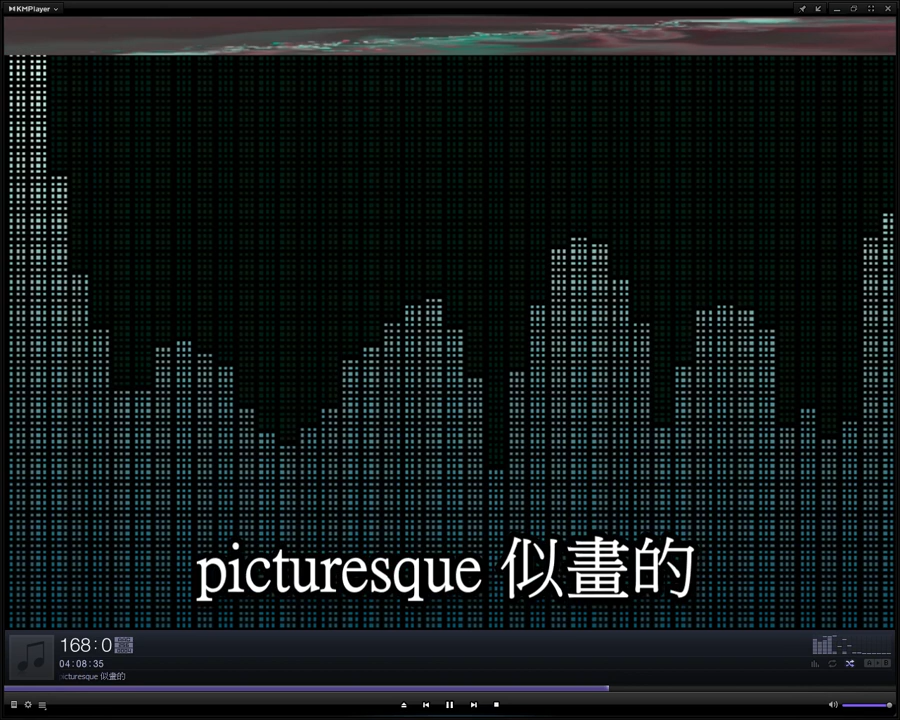 KMPlayer
picturesque 似畫的
168:0
04:08:35
picturesque 似畫的
A B